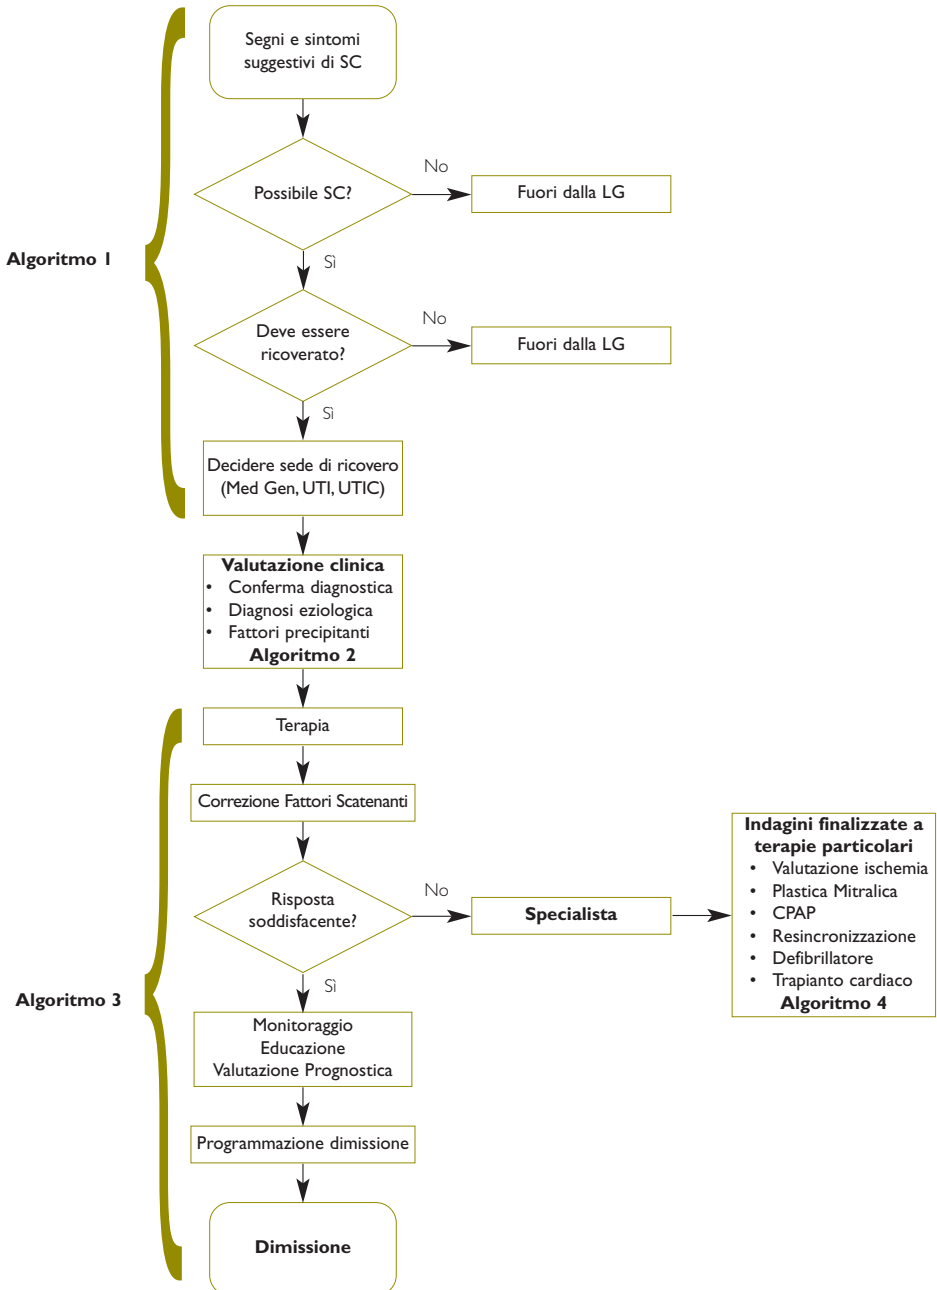 Segni e sintomi
suggestivi di SC
No
Possibile SC?
Fuori dalla LG
Algoritmo 1
Sì
No
Deve essere
ricoverato?
Fuori dalla LG
Sì
Decidere sede di ricovero
(Med Gen, UTI, UTIC)
Valutazione clinica
• Conferma diagnostica
• Diagnosi eziologica
• Fattori precipitanti
Algoritmo 2
Terapia
Correzione Fattori Scatenanti
No
Risposta
soddisfacente?
Specialista
Indagini finalizzate a
terapie particolari
• Valutazione ischemia
• Plastica Mitralica
• CPAP
• Resincronizzazione
• Defibrillatore
• Trapianto cardiaco
Algoritmo 4
Sì
Algoritmo 3
Monitoraggio
Educazione
Valutazione Prognostica
Programmazione dimissione
Dimissione